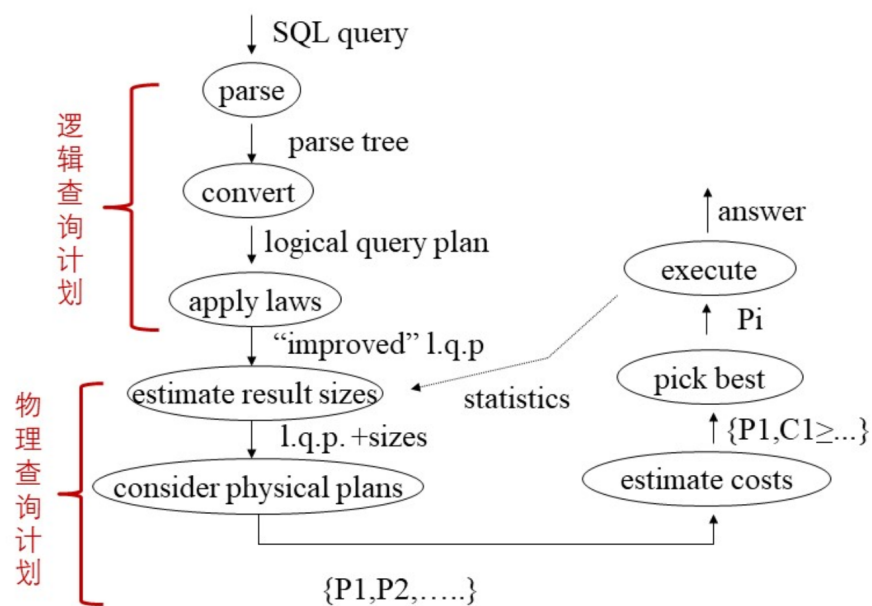 SQL query
parse
parse tree
convert
logical query plan
apply laws
“improved” l.q.p
estimate result sizes
l.q.p. +sizes
consider physical plans
{P1,P2,.....}
estimate costs
{P1,C1≥...}
pick best
Pi
execute
answer
statistics
逻辑查询计划
物理查询计划